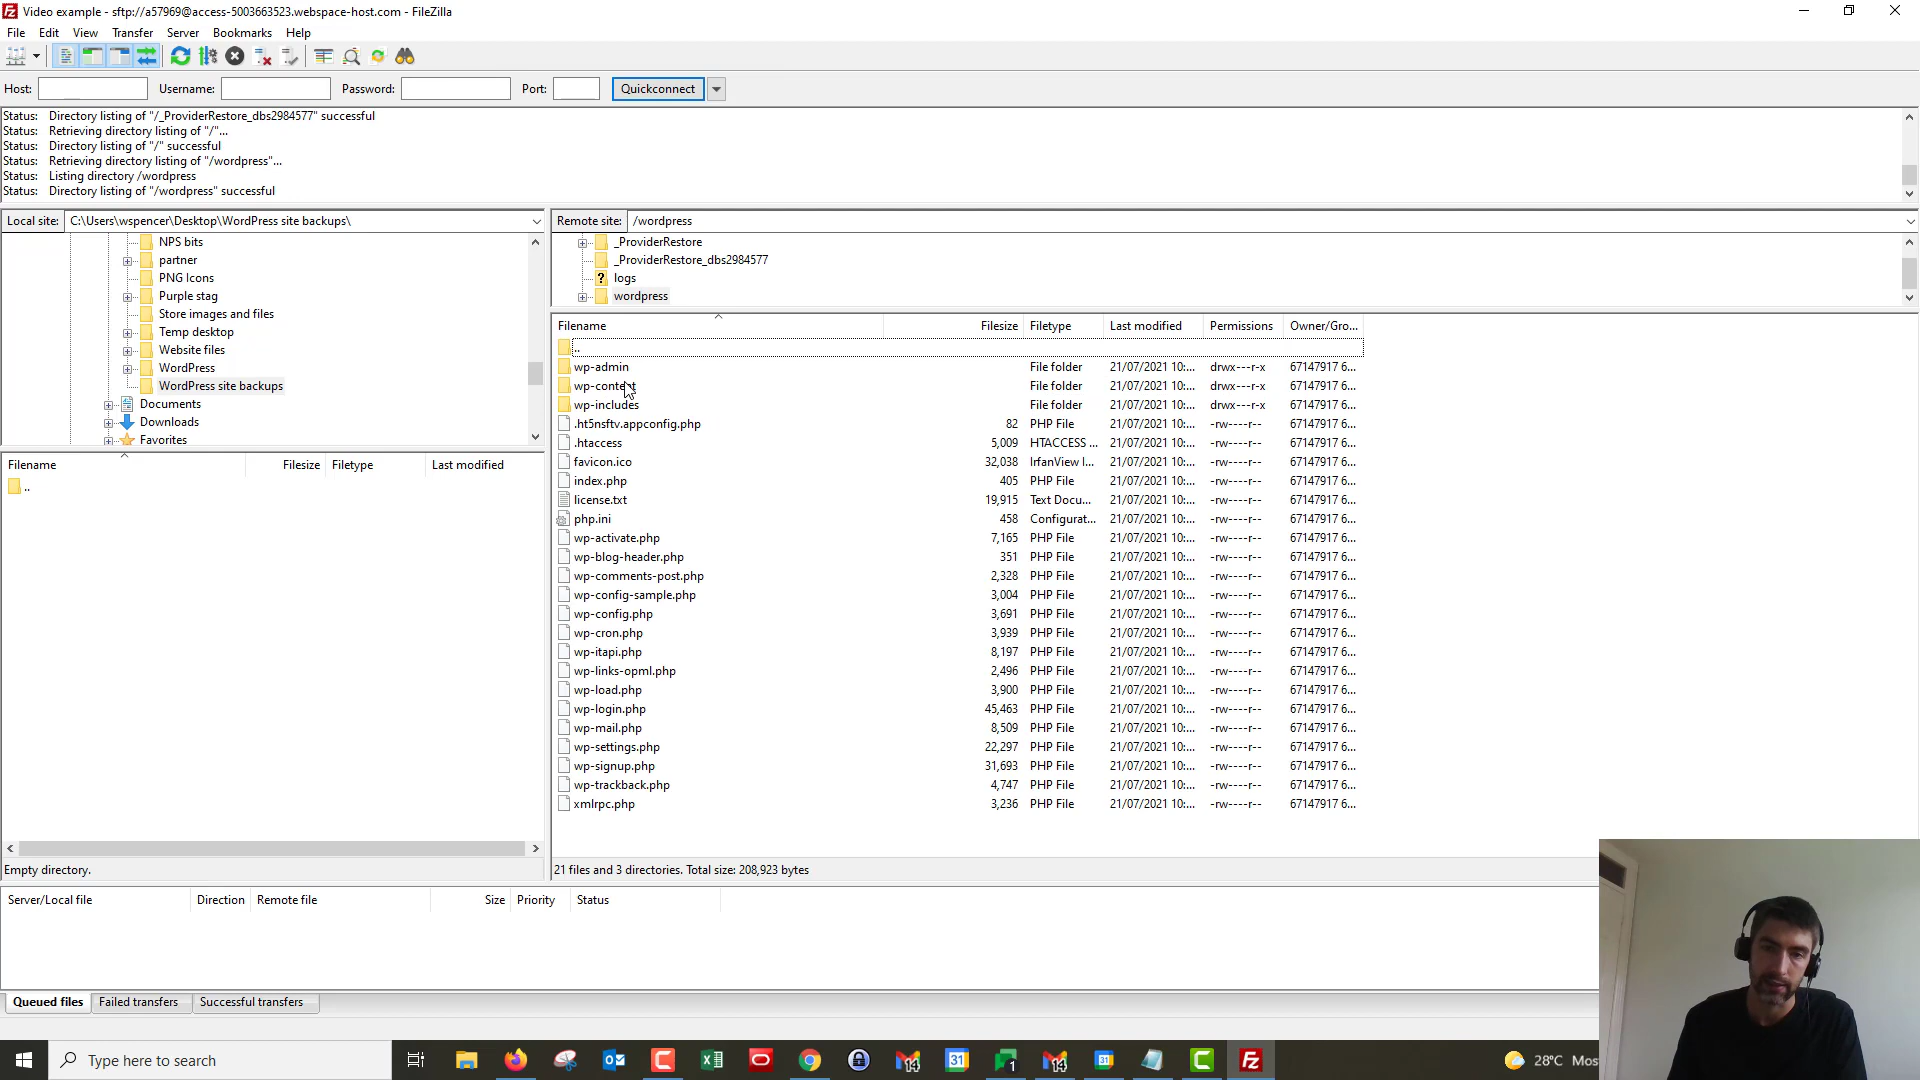 Video example - sftp://a57969@access-5003663523.webspace-host.com - FileZilla
File Edit View Transfer Server Bookmarks Help
Host: Username: Password: Port: Quickconnect
Status: Directory listing of "/_ProviderRestore_dbs2984577" successful
Status: Retrieving directory listing of "/"...
Status: Directory listing of "/" successful
Status: Retrieving directory listing of "/wordpress"...
Status: Listing directory /wordpress
Status: Directory listing of "/wordpress" successful
Local site: C:\Users\wspencer\Desktop\WordPress site backups\
NPS bits
partner
PNG Icons
Purple stag
Store images and files
Temp desktop
Website files
WordPress
WordPress site backups
Documents
Downloads
Favorites
Filename Filesize Filetype Last modified
..
Empty directory.
Remote site: /wordpress
_ProviderRestore
_ProviderRestore_dbs2984577
? logs
wordpress
Filename Filesize Filetype Last modified Permissions Owner/Gro...
..
wp-admin File folder 21/07/2021 10:... drwx---r-x 67147917 6...
wp-content File folder 21/07/2021 10:... drwx---r-x 67147917 6...
wp-includes File folder 21/07/2021 10:... drwx---r-x 67147917 6...
.ht5nsftv.appconfig.php 82 PHP File 21/07/2021 10:... -rw----r-- 67147917 6...
.htaccess 5,009 HTACCESS ... 21/07/2021 10:... -rw----r-- 67147917 6...
favicon.ico 32,038 IrfanView I... 21/07/2021 10:... -rw----r-- 67147917 6...
index.php 405 PHP File 21/07/2021 10:... -rw----r-- 67147917 6...
license.txt 19,915 Text Docu... 21/07/2021 10:... -rw----r-- 67147917 6...
php.ini 458 Configurat... 21/07/2021 10:... -rw----r-- 67147917 6...
wp-activate.php 7,165 PHP File 21/07/2021 10:... -rw----r-- 67147917 6...
wp-blog-header.php 351 PHP File 21/07/2021 10:... -rw----r-- 67147917 6...
wp-comments-post.php 2,328 PHP File 21/07/2021 10:... -rw----r-- 67147917 6...
wp-config-sample.php 3,004 PHP File 21/07/2021 10:... -rw----r-- 67147917 6...
wp-config.php 3,691 PHP File 21/07/2021 10:... -rw----r-- 67147917 6...
wp-cron.php 3,939 PHP File 21/07/2021 10:... -rw----r-- 67147917 6...
wp-itapi.php 8,197 PHP File 21/07/2021 10:... -rw----r-- 67147917 6...
wp-links-opml.php 2,496 PHP File 21/07/2021 10:... -rw----r-- 67147917 6...
wp-load.php 3,900 PHP File 21/07/2021 10:... -rw----r-- 67147917 6...
wp-login.php 45,463 PHP File 21/07/2021 10:... -rw----r-- 67147917 6...
wp-mail.php 8,509 PHP File 21/07/2021 10:... -rw----r-- 67147917 6...
wp-settings.php 22,297 PHP File 21/07/2021 10:... -rw----r-- 67147917 6...
wp-signup.php 31,693 PHP File 21/07/2021 10:... -rw----r-- 67147917 6...
wp-trackback.php 4,747 PHP File 21/07/2021 10:... -rw----r-- 67147917 6...
xmlrpc.php 3,236 PHP File 21/07/2021 10:... -rw----r-- 67147917 6...
21 files and 3 directories. Total size: 208,923 bytes
Server/Local file Direction Remote file Size Priority Status
Queued files Failed transfers Successful transfers
Type here to search
14 31 1 14 31 Fz
28°C Mos